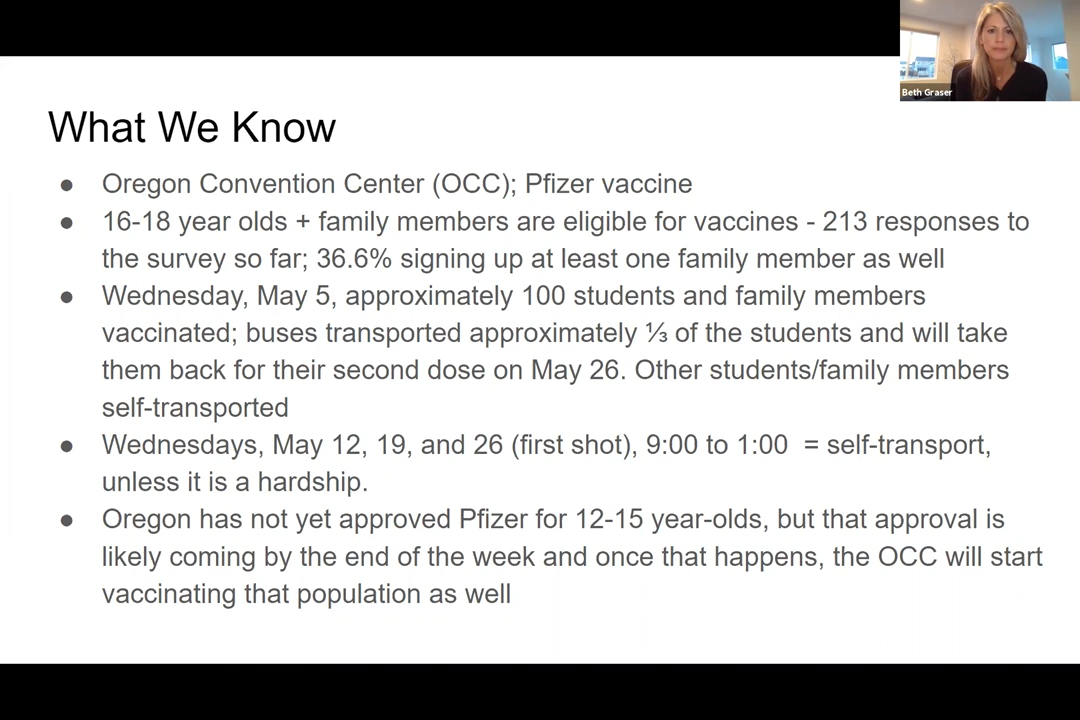 Beth Graser
What We Know
● Oregon Convention Center (OCC); Pfizer vaccine
● 16-18 year olds + family members are eligible for vaccines - 213 responses to
the survey so far; 36.6% signing up at least one family member as well
● Wednesday, May 5, approximately 100 students and family members
vaccinated; buses transported approximately ⅓ of the students and will take
them back for their second dose on May 26. Other students/family members
self-transported
● Wednesdays, May 12, 19, and 26 (first shot), 9:00 to 1:00 = self-transport,
unless it is a hardship.
● Oregon has not yet approved Pfizer for 12-15 year-olds, but that approval is
likely coming by the end of the week and once that happens, the OCC will start
vaccinating that population as well